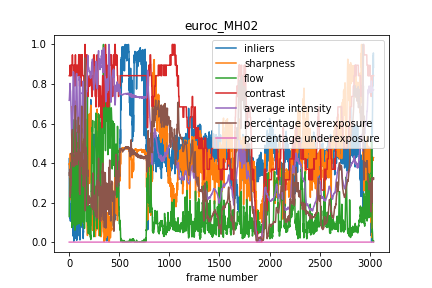 euroc_MH02
1.0
0.8
0.6
0.4
0.2
0.0
inliers
sharpness
flow
contrast
average intensity
percentage overexposure
percentage underexposure
0 500 1000 1500 2000 2500 3000
frame number